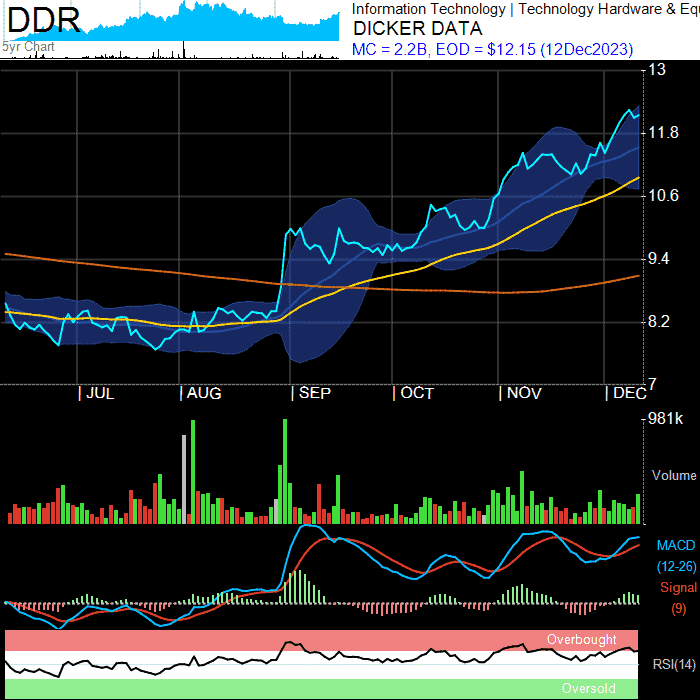 DDR
5yr Chart
Information Technology | Technology Hardware & Equ
DICKER DATA
MC = 2.2B, EOD = $12.15 (12Dec2023)
13
11.8
10.6
9.4
8.2
7
JUL AUG SEP OCT NOV DEC
981k
Volume
MACD
(12-26)
Signal
(9)
Overbought
RSI(14)
Oversold